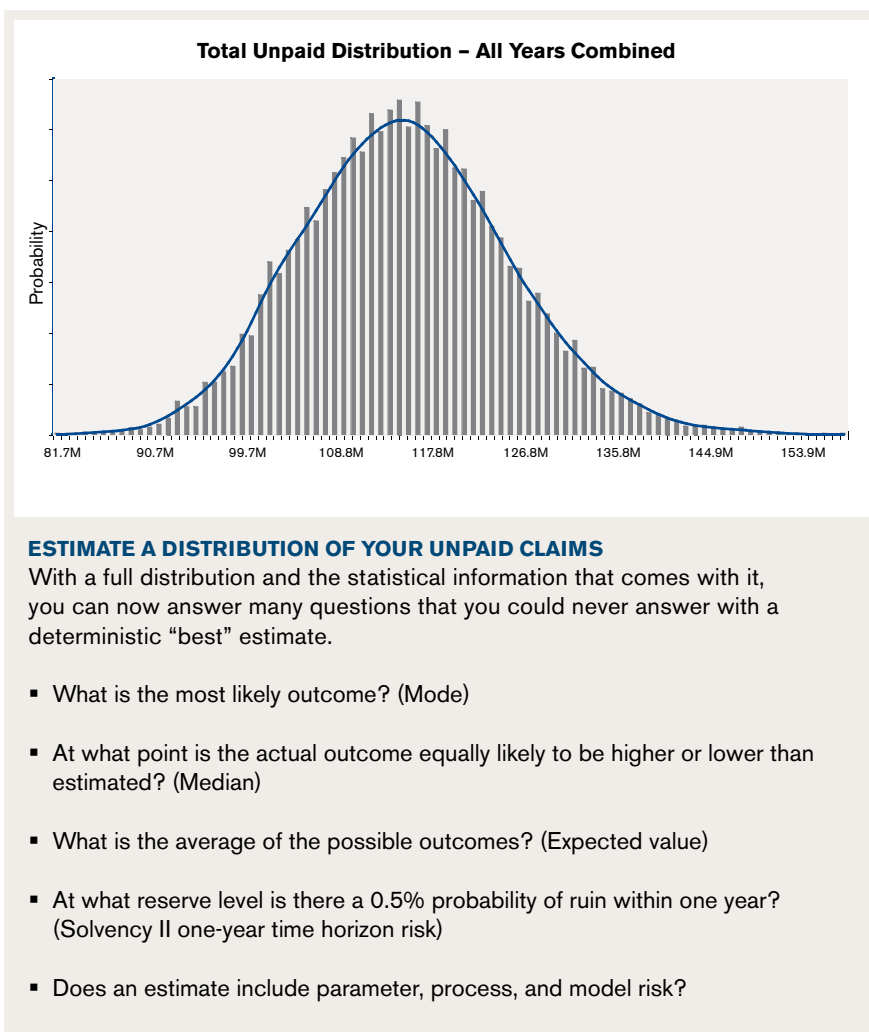 Total Unpaid Distribution – All Years Combined
Probability
81.7M 90.7M 99.7M 108.8M 117.8M 126.8M 135.8M 144.9M 153.9M
ESTIMATE A DISTRIBUTION OF YOUR UNPAID CLAIMS
With a full distribution and the statistical information that comes with it,
you can now answer many questions that you could never answer with a
deterministic “best” estimate.
▪ What is the most likely outcome? (Mode)
▪ At what point is the actual outcome equally likely to be higher or lower than
estimated? (Median)
▪ What is the average of the possible outcomes? (Expected value)
▪ At what reserve level is there a 0.5% probability of ruin within one year?
(Solvency II one-year time horizon risk)
▪ Does an estimate include parameter, process, and model risk?